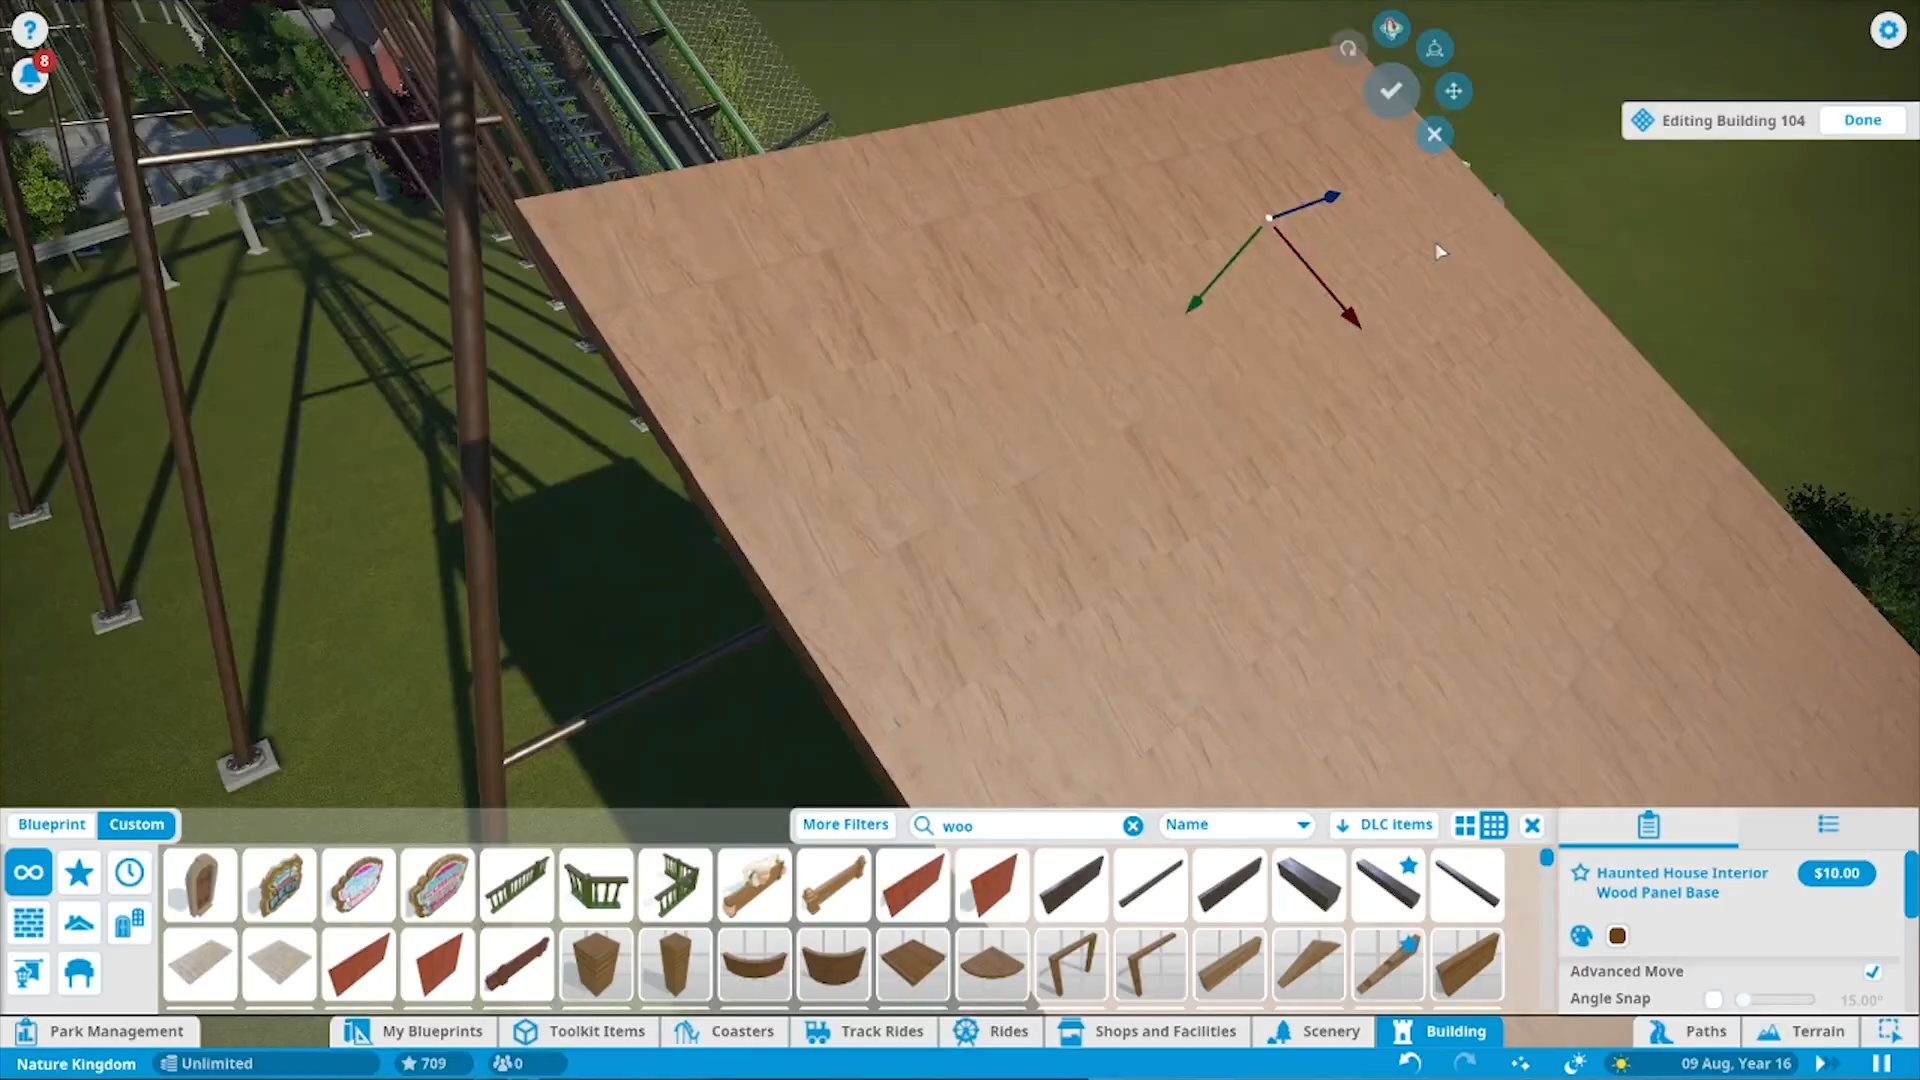 ?
8
Editing Building 104
Done
Blueprint
Custom
More Filters
woo
Name
DLC items
Haunted House Interior
Wood Panel Base
$10.00
Advanced Move
Angle Snap
15.00°
Park Management
My Blueprints
Toolkit Items
Coasters
Track Rides
Rides
Shops and Facilities
Scenery
Building
Paths
Terrain
Nature Kingdom
Unlimited
709
0
09 Aug, Year 16